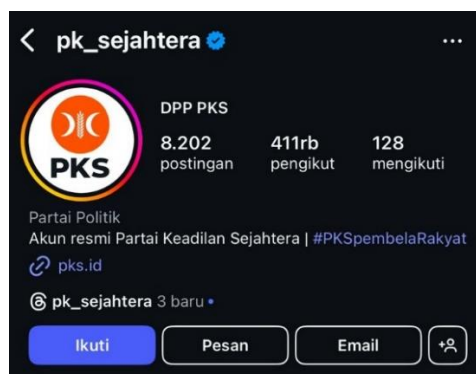 pk_sejahtera
PKS
DPP PKS
8.202 411rb 128
postingan pengikut mengikuti
Partai Politik
Akun resmi Partai Keadilan Sejahtera | #PKSpembelaRakyat
pks.id
pk_sejahtera 3 baru
Ikuti Pesan Email